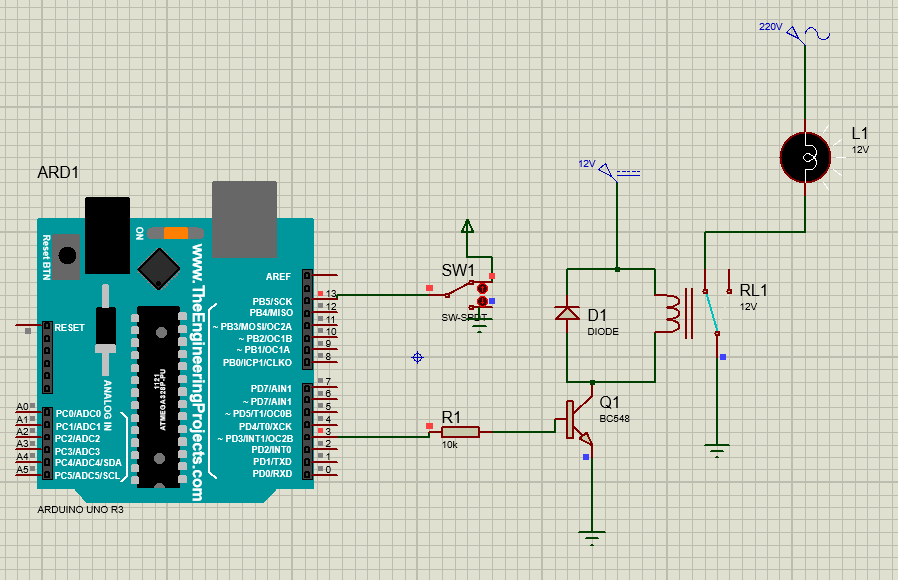 220V
L1
12V
ARD1
12V
ON
Reset BTN
www.TheEngineeringProjects.com
AREF
PB5/SCK
13
PB4/MISO
12
~ PB3/MOSI/OC2A
11
~ PB2/OC1B
10
~ PB1/OC1A
9
PB0/ICP1/CLKO
8
RESET
ANALOG IN
ATMEGA328P-PU
1121
PD7/AIN1
7
~ PD7/AIN1
6
~ PD5/T1/OC0B
5
PD4/T0/XCK
4
~ PD3/INT1/OC2B
3
PD2/INT0
2
PD1/TXD
1
PD0/RXD
0
A0
PC0/ADC0
A1
PC1/ADC1
A2
PC2/ADC2
A3
PC3/ADC3
A4
PC4/ADC4/SDA
A5
PC5/ADC5/SCL
ARDUINO UNO R3
SW1
SW-SPDT
D1
DIODE
RL1
12V
R1
10k
Q1
BC548